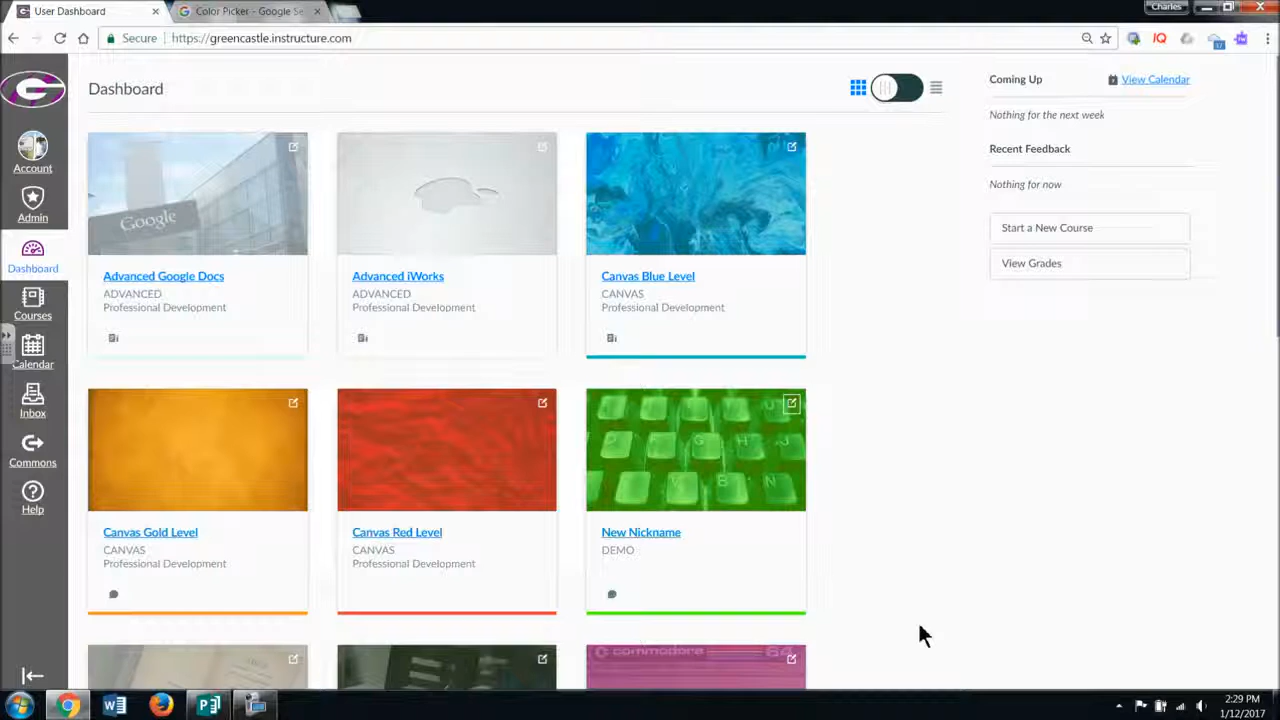 User Dashboard
Color Picker - Google Se
Charles
Secure
https://greencastle.instructure.com
Dashboard
Coming Up
View Calendar
Nothing for the next week
Recent Feedback
Nothing for now
Start a New Course
View Grades
Account
Admin
Dashboard
Courses
Calendar
Inbox
Commons
Help
Google
Advanced Google Docs
ADVANCED
Professional Development
Advanced iWorks
ADVANCED
Professional Development
Canvas Blue Level
CANVAS
Professional Development
Canvas Gold Level
CANVAS
Professional Development
Canvas Red Level
CANVAS
Professional Development
G H J
V B N
New Nickname
DEMO
commodore 64
2:29 PM
1/12/2017